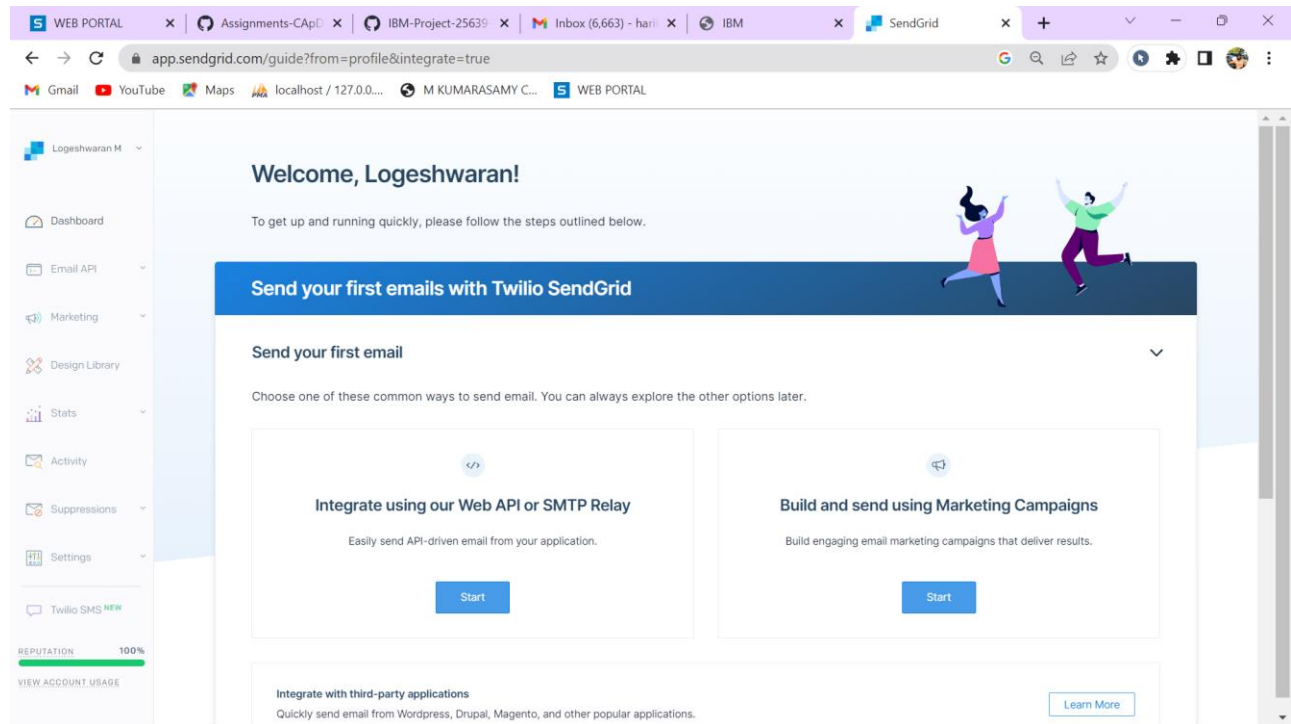 WEB PORTAL
Assignments-CApD
IBM-Project-25639
Inbox (6,663) - hari
IBM
SendGrid
app.sendgrid.com/guide?from=profile&integrate=true
Gmail
YouTube
Maps
localhost / 127.0.0....
M KUMARASAMY C...
WEB PORTAL
Logeshwaran M
Dashboard
Email API
Marketing
Design Library
Stats
Activity
Suppressions
Settings
Twilio SMS NEW
REPUTATION 100%
VIEW ACCOUNT USAGE
Welcome, Logeshwaran!
To get up and running quickly, please follow the steps outlined below.
Send your first emails with Twilio SendGrid
Send your first email
Choose one of these common ways to send email. You can always explore the other options later.
Integrate using our Web API or SMTP Relay
Easily send API-driven email from your application.
Start
Build and send using Marketing Campaigns
Build engaging email marketing campaigns that deliver results.
Start
Integrate with third-party applications
Quickly send email from Wordpress, Drupal, Magento, and other popular applications.
Learn More